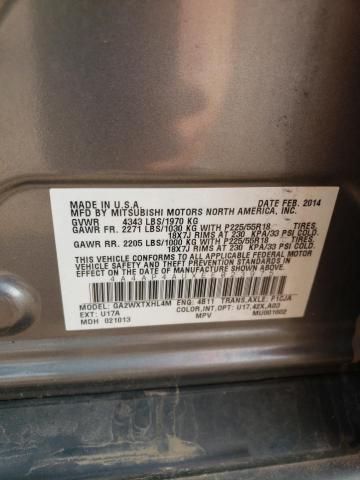 MADE IN U.S.A. DATE FEB. 2014
MFD BY MITSUBISHI MOTORS NORTH AMERICA, INC.
GVWR 4343 LBS/1970 KG
GAWR FR. 2271 LBS/1030 KG WITH P225/55R18 TIRES,
18X7J RIMS AT 230 KPA/33 PSI COLD.
GAWR RR. 2205 LBS/1000 KG WITH P225/55R18 TIRES,
18X7J RIMS AT 230 KPA/33 PSI COLD.
THIS VEHICLE CONFORMS TO ALL APPLICABLE FEDERAL MOTOR
VEHICLE SAFETY AND THEFT PREVENTION STANDARDS IN
EFFECT ON THE DATE OF MANUFACTURE SHOWN ABOVE.
MODEL: GA2WXTXHL4M ENG: 4B11 TRANS,AXLE: F1CJA
EXT: U17A COLOR,INT,OPT: U17,42X,A03
MDH 021013 MPV MU001602